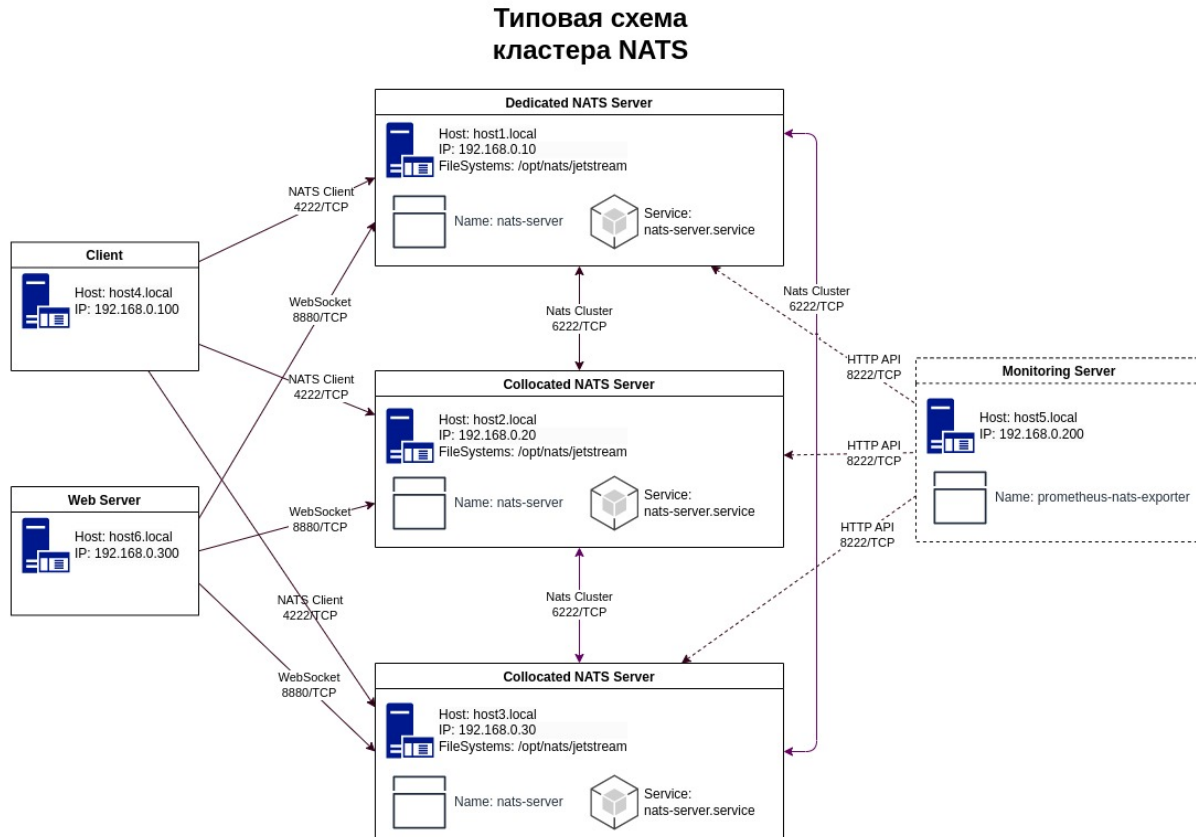 Типовая схема
кластера NATS
Dedicated NATS Server
Host: host1.local
IP: 192.168.0.10
FileSystems: /opt/nats/jetstream
Name: nats-server
Service:
nats-server.service
NATS Client
4222/TCP
Client
Host: host4.local
IP: 192.168.0.100
WebSocket
8880/TCP
Nats Cluster
6222/TCP
Nats Cluster
6222/TCP
NATS Client
4222/TCP
Collocated NATS Server
Host: host2.local
IP: 192.168.0.20
FileSystems: /opt/nats/jetstream
Name: nats-server
Service:
nats-server.service
HTTP API
8222/TCP
Monitoring Server
Host: host5.local
IP: 192.168.0.200
Name: prometheus-nats-exporter
HTTP API
8222/TCP
HTTP API
8222/TCP
Web Server
Host: host6.local
IP: 192.168.0.300
WebSocket
8880/TCP
NATS Client
4222/TCP
Nats Cluster
6222/TCP
WebSocket
8880/TCP
Collocated NATS Server
Host: host3.local
IP: 192.168.0.30
FileSystems: /opt/nats/jetstream
Name: nats-server
Service:
nats-server.service